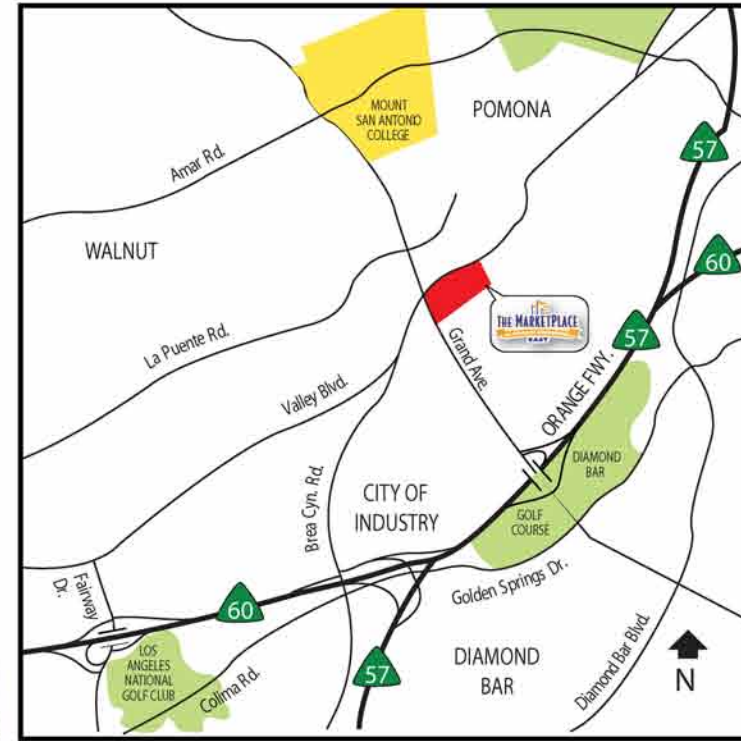 MOUNT
SAN ANTONIO
COLLEGE
POMONA
57
Amar Rd.
WALNUT
60
THE MARKETPLACE
EAST
57
La Puente Rd.
Grand Ave.
ORANGE FWY.
Valley Blvd.
DIAMOND
BAR
Brea Cyn. Rd.
CITY OF
INDUSTRY
GOLF
COURSE
Fairway
Dr.
60
Golden Springs Dr.
LOS
ANGELES
NATIONAL
GOLF CLUB
Colima Rd.
57
DIAMOND
BAR
Diamond Bar Blvd.
N